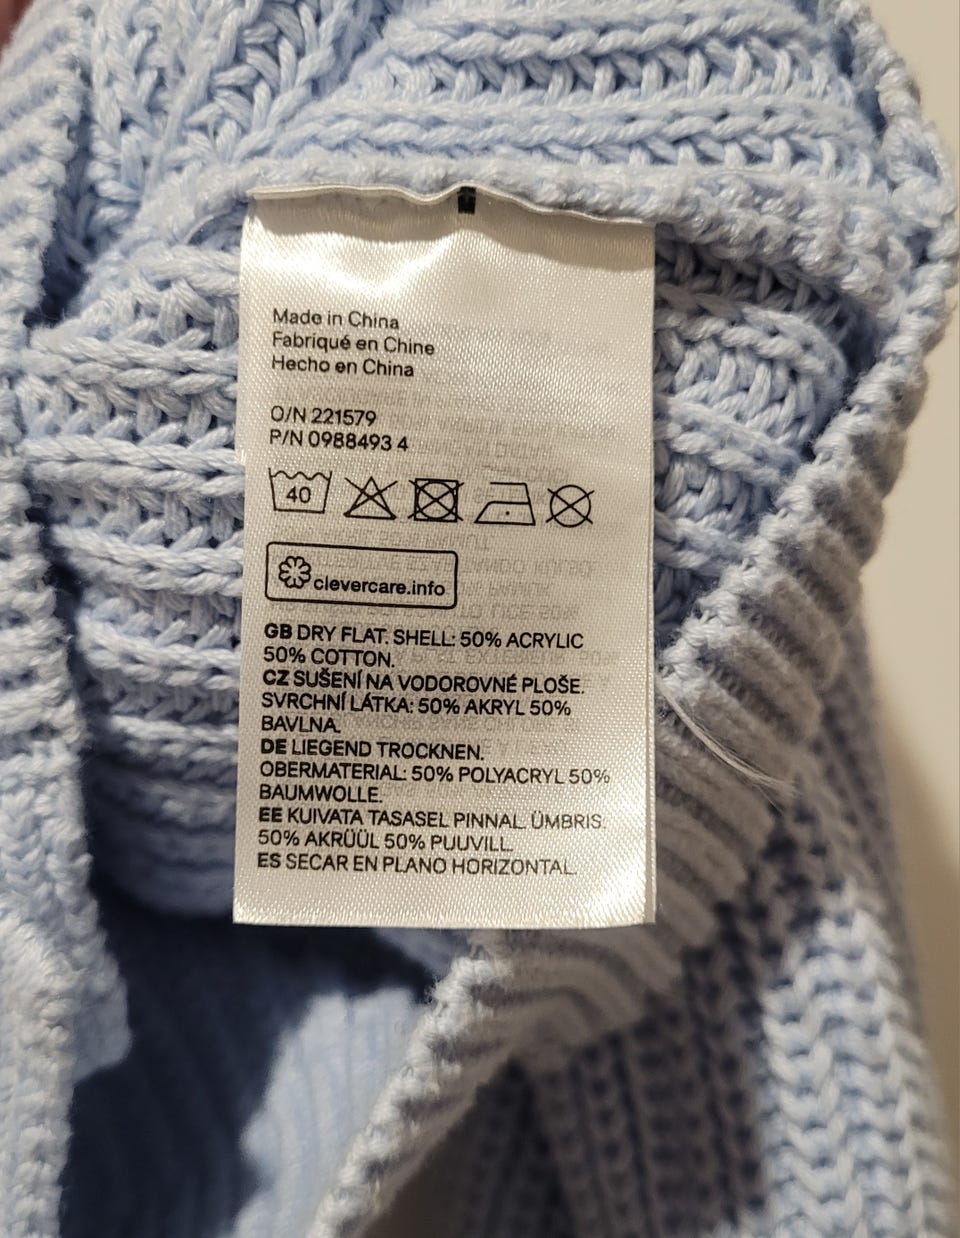 Made in China
Fabriqué en Chine
Hecho en China
O/N 221579
P/N 0988493 4
40
clevercare.info
GB DRY FLAT. SHELL: 50% ACRYLIC
50% COTTON.
CZ SUŠENÍ NA VODOROVNÉ PLOŠE.
SVRCHNÍ LÁTKA: 50% AKRYL 50%
BAVLNA.
DE LIEGEND TROCKNEN.
OBERMATERIAL: 50% POLYACRYL 50%
BAUMWOLLE.
EE KUIVATA TASASEL PINNAL. ÜMBRIS:
50% AKRÜÜL 50% PUUVILL.
ES SECAR EN PLANO HORIZONTAL.